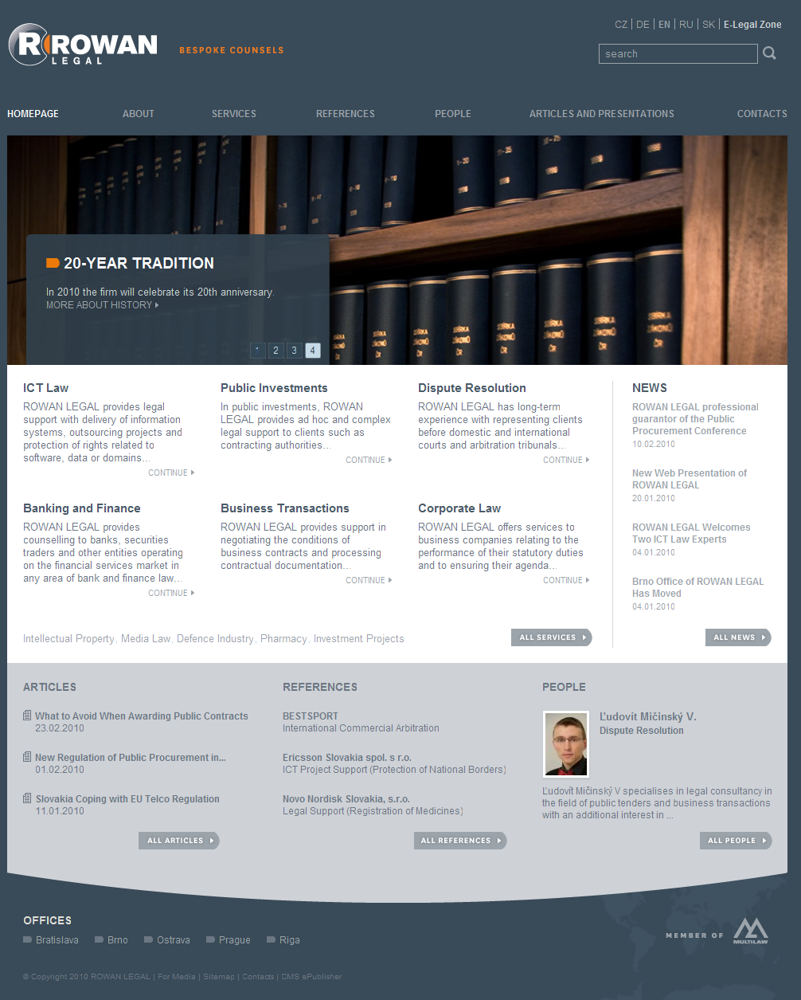 CZ | DE | EN | RU | SK | E-Legal Zone
R ROWAN
LEGAL
BESPOKE COUNSELS
search
HOMEPAGE ABOUT SERVICES REFERENCES PEOPLE ARTICLES AND PRESENTATIONS CONTACTS
20-YEAR TRADITION
In 2010 the firm will celebrate its 20th anniversary.
MORE ABOUT HISTORY
1 2 3 4
SBÍRKA
ZÁKONŮ
ČR
ICT Law
ROWAN LEGAL provides legal
support with delivery of information
systems, outsourcing projects and
protection of rights related to
software, data or domains...
CONTINUE
Public Investments
In public investments, ROWAN
LEGAL provides ad hoc and complex
legal support to clients such as
contracting authorities...
CONTINUE
Dispute Resolution
ROWAN LEGAL has long-term
experience with representing clients
before domestic and international
courts and arbitration tribunals...
CONTINUE
Banking and Finance
ROWAN LEGAL provides
counselling to banks, securities
traders and other entities operating
on the financial services market in
any area of bank and finance law...
CONTINUE
Business Transactions
ROWAN LEGAL provides support in
negotiating the conditions of
business contracts and processing
contractual documentation...
CONTINUE
Corporate Law
ROWAN LEGAL offers services to
business companies relating to the
performance of their statutory duties
and to ensuring their agenda...
CONTINUE
Intellectual Property, Media Law, Defence Industry, Pharmacy, Investment Projects
ALL SERVICES
NEWS
ROWAN LEGAL professional
guarantor of the Public
Procurement Conference
10.02.2010
New Web Presentation of
ROWAN LEGAL
20.01.2010
ROWAN LEGAL Welcomes
Two ICT Law Experts
04.01.2010
Brno Office of ROWAN LEGAL
Has Moved
04.01.2010
ALL NEWS
ARTICLES
What to Avoid When Awarding Public Contracts
23.02.2010
New Regulation of Public Procurement in...
01.02.2010
Slovakia Coping with EU Telco Regulation
11.01.2010
ALL ARTICLES
REFERENCES
BESTSPORT
International Commercial Arbitration
Ericsson Slovakia spol. s r.o.
ICT Project Support (Protection of National Borders)
Novo Nordisk Slovakia, s.r.o.
Legal Support (Registration of Medicines)
ALL REFERENCES
PEOPLE
Ľudovít Mičinský V.
Dispute Resolution
Ľudovít Mičinský V specialises in legal consultancy in
the field of public tenders and business transactions
with an additional interest in ...
ALL PEOPLE
OFFICES
Bratislava Brno Ostrava Prague Riga
MEMBER OF
MULTILAW
© Copyright 2010 ROWAN LEGAL | For Media | Sitemap | Contacts | CMS ePublisher